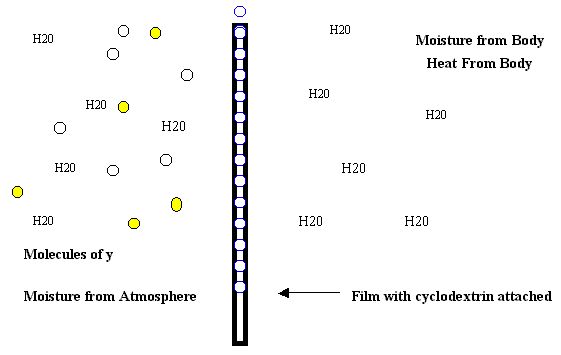 H20
H20
Moisture from Body
Heat From Body
H20
H20
H20
H20
H20
H20
H20
H20
H20
Molecules of y
Moisture from Atmosphere
Film with cyclodextrin attached